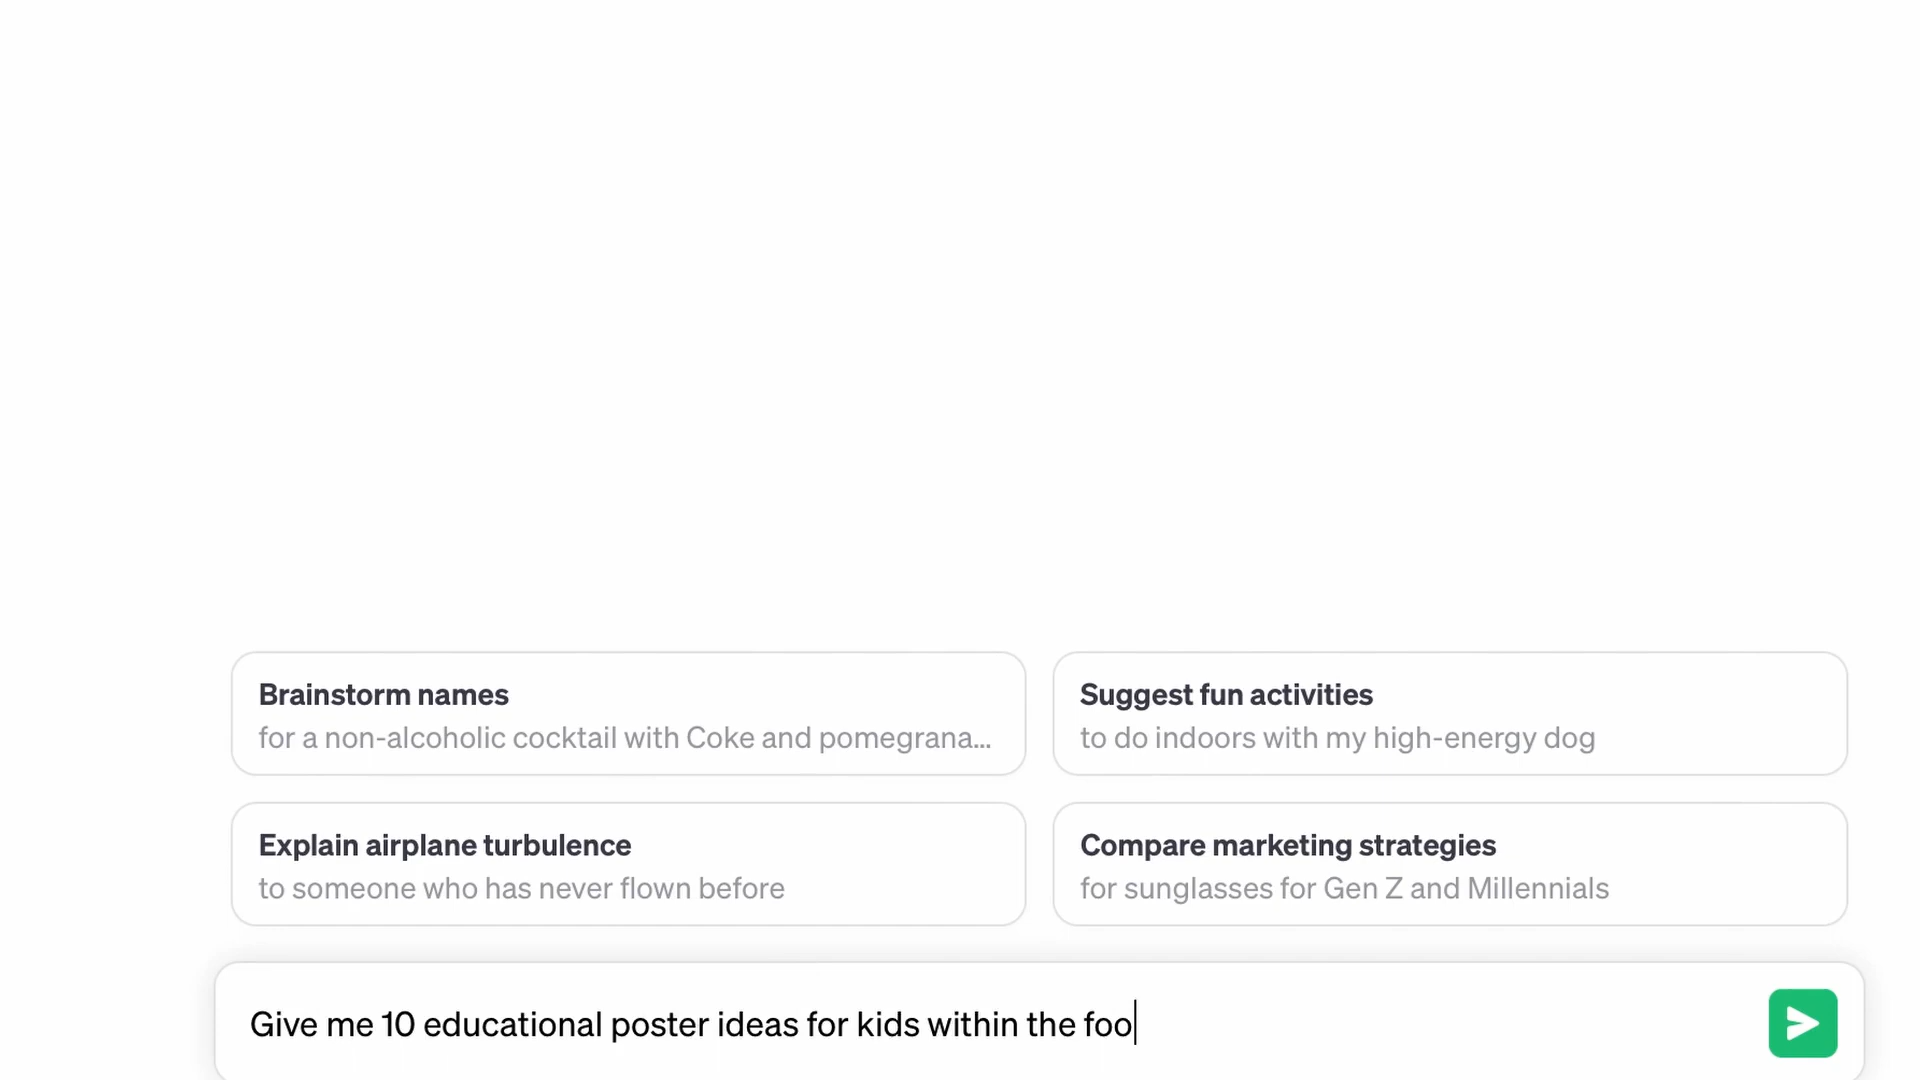 Brainstorm names
for a non-alcoholic cocktail with Coke and pomegrana...
Suggest fun activities
to do indoors with my high-energy dog
Explain airplane turbulence
to someone who has never flown before
Compare marketing strategies
for sunglasses for Gen Z and Millennials
Give me 10 educational poster ideas for kids within the foo